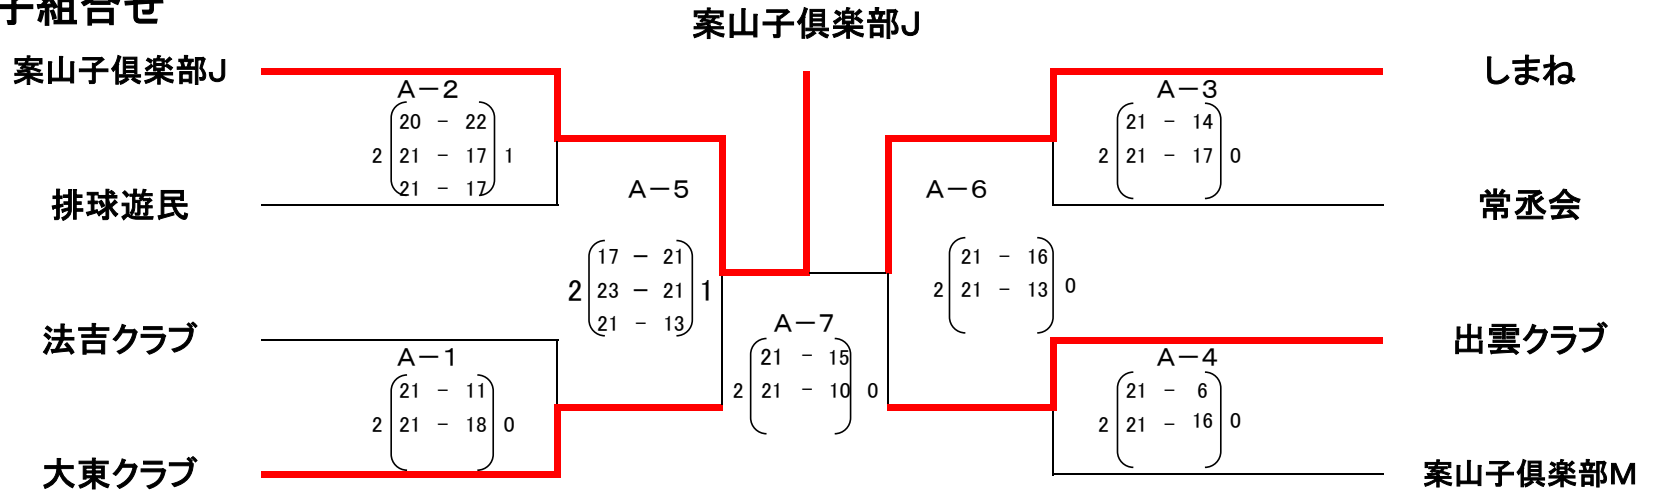 子組合せ
案山子倶楽部J
案山子倶楽部J
しまね
A－2
20 － 22
2 21 － 17 1
21 － 17
A－3
21 － 14
2 21 － 17 0
排球遊民
A－5
A－6
常丞会
17 － 21
2 23 － 21 1
21 － 13
21 － 16
2 21 － 13 0
法吉クラブ
A－7
出雲クラブ
21 － 15
2 21 － 10 0
A－1
21 － 11
2 21 － 18 0
A－4
21 － 6
2 21 － 16 0
大東クラブ
案山子倶楽部M